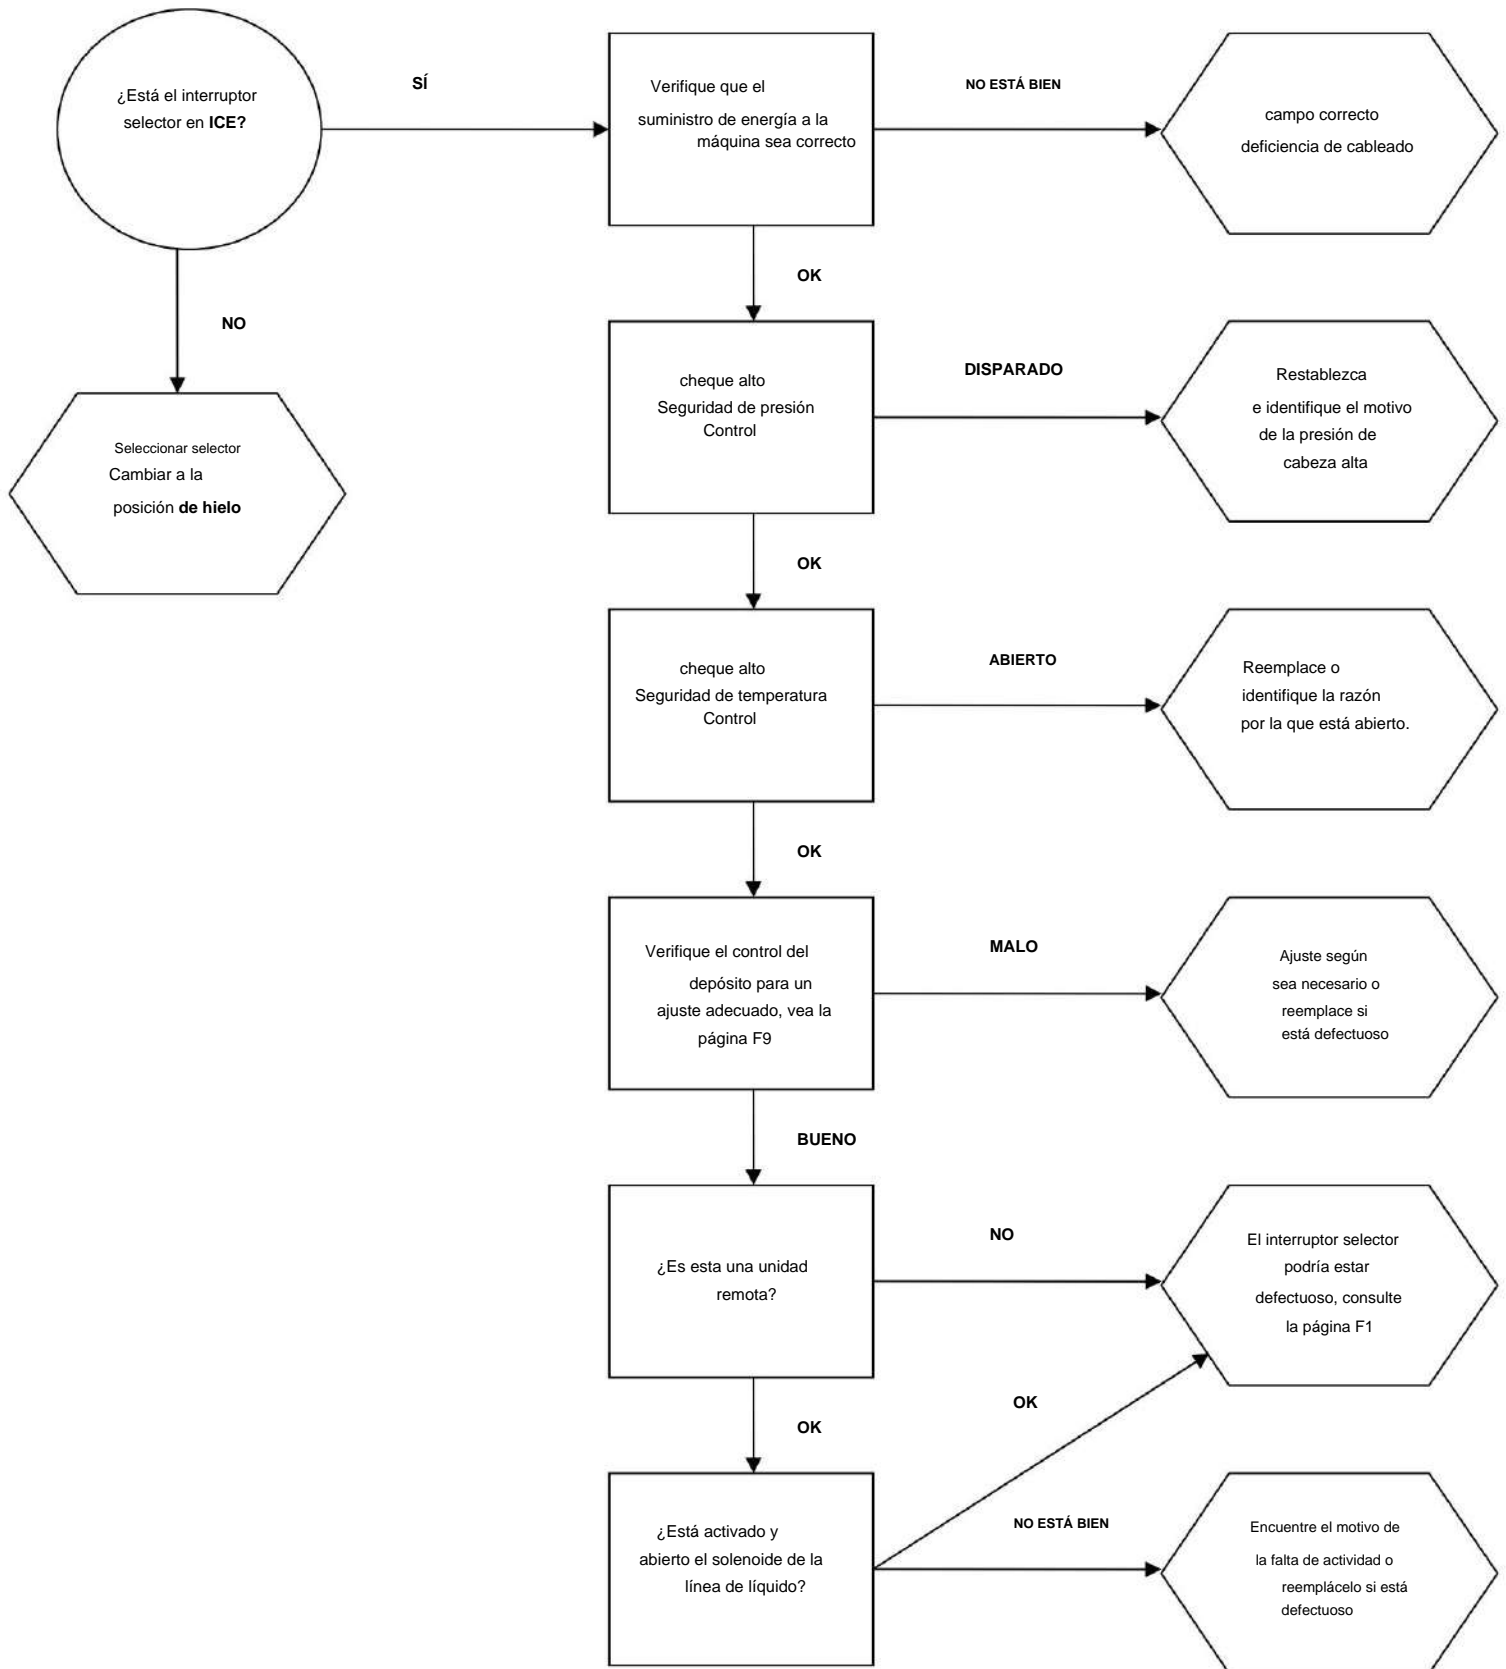 ¿Está el interruptor
selector en ICE?
SÍ
Verifique que el
suministro de energía a la
máquina sea correcto
NO ESTÁ BIEN
campo correcto
deficiencia de cableado
OK
NO
Seleccionar selector
Cambiar a la
posición de hielo
cheque alto
Seguridad de presión
Control
DISPARADO
Restablezca
e identifique el motivo
de la presión de
cabeza alta
OK
cheque alto
Seguridad de temperatura
Control
ABIERTO
Reemplace o
identifique la razón
por la que está abierto.
OK
Verifique el control del
depósito para un
ajuste adecuado, vea la
página F9
MALO
Ajuste según
sea necesario o
reemplace si
está defectuoso
BUENO
¿Es esta una unidad
remota?
NO
El interruptor selector
podría estar
defectuoso, consulte
la página F1
OK
OK
¿Está activado y
abierto el solenoide de la
línea de líquido?
NO ESTÁ BIEN
Encuentre el motivo de
la falta de actividad o
reemplácelo si está
defectuoso